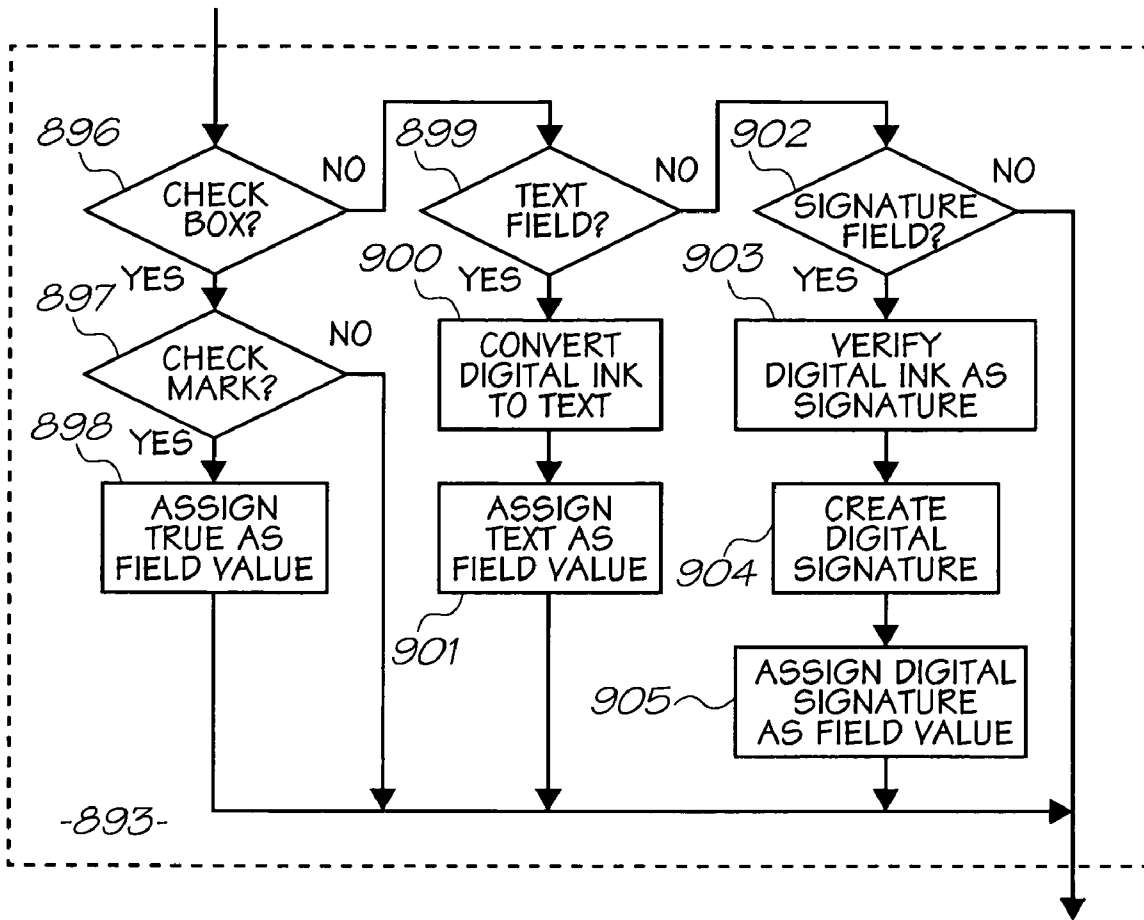 896
CHECK
BOX?
NO
YES
897
CHECK
MARK?
NO
YES
898
ASSIGN
TRUE AS
FIELD VALUE
899
TEXT
FIELD?
NO
YES
900
CONVERT
DIGITAL INK
TO TEXT
ASSIGN
TEXT AS
FIELD VALUE
901
902
SIGNATURE
FIELD?
NO
YES
903
VERIFY
DIGITAL INK AS
SIGNATURE
CREATE
DIGITAL
SIGNATURE
904
ASSIGN DIGITAL
SIGNATURE
AS FIELD VALUE
905
-893-